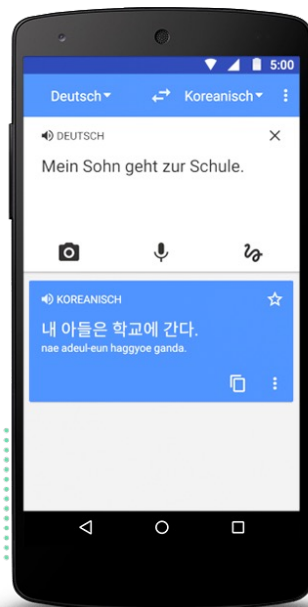 5:00
Deutsch Koreanisch
DEUTSCH
Mein Sohn geht zur Schule.
KOREANISCH
내 아들은 학교에 간다.
nae adeul-eun haggyoe ganda.